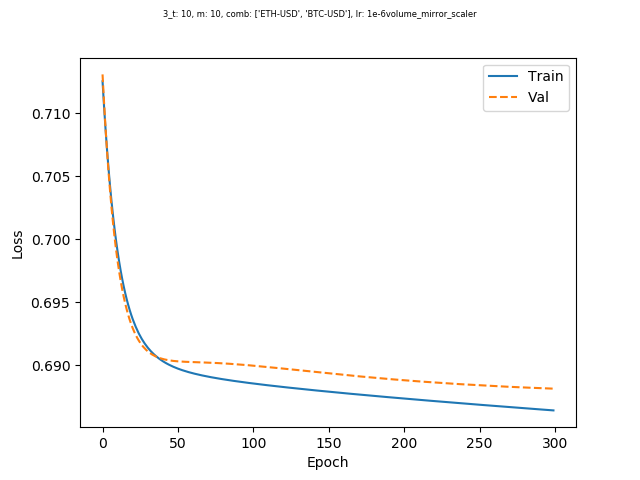 3_t: 10, m: 10, comb: ['ETH-USD', 'BTC-USD'], lr: 1e-6volume_mirror_scaler
Train
Val
0.710
0.705
0.700
0.695
0.690
Loss
0 50 100 150 200 250 300
Epoch